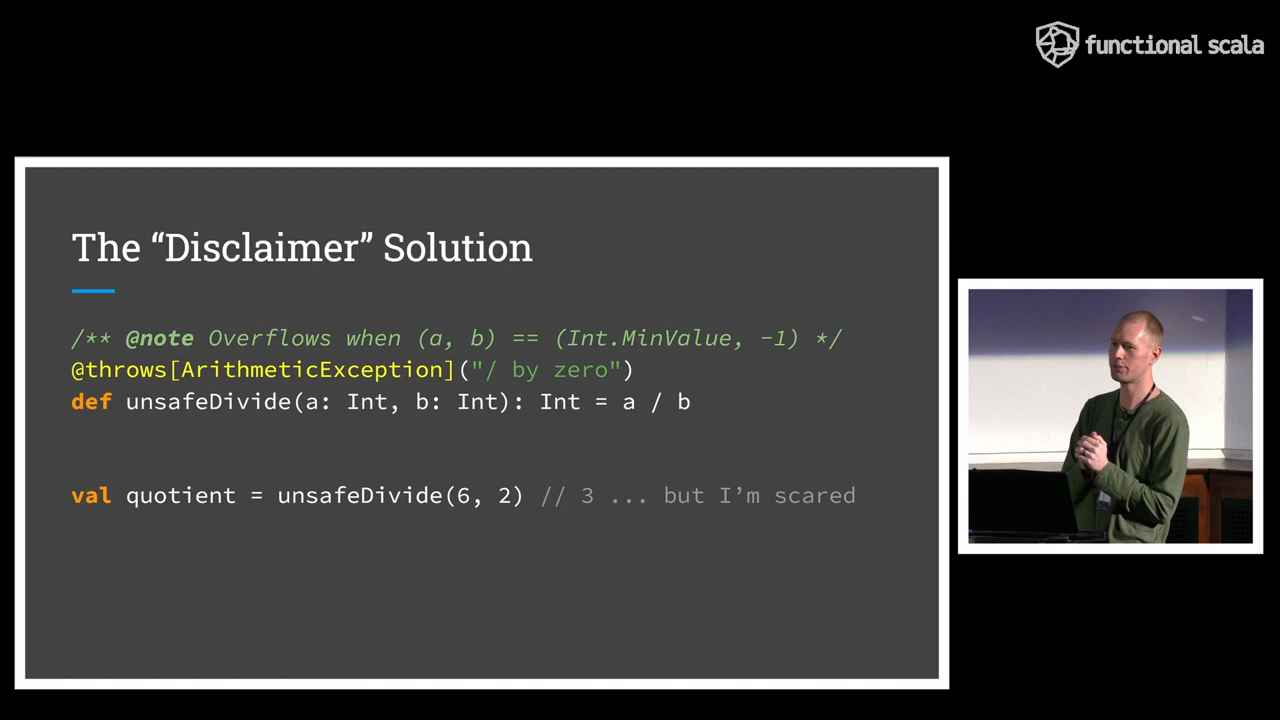 functional scala
The “Disclaimer” Solution
/** @note Overflows when (a, b) == (Int.MinValue, −1) */
@throws[ArithmeticException]("/ by zero")
def unsafeDivide(a: Int, b: Int): Int = a / b
val quotient = unsafeDivide(6, 2) // 3 ... but I’m scared